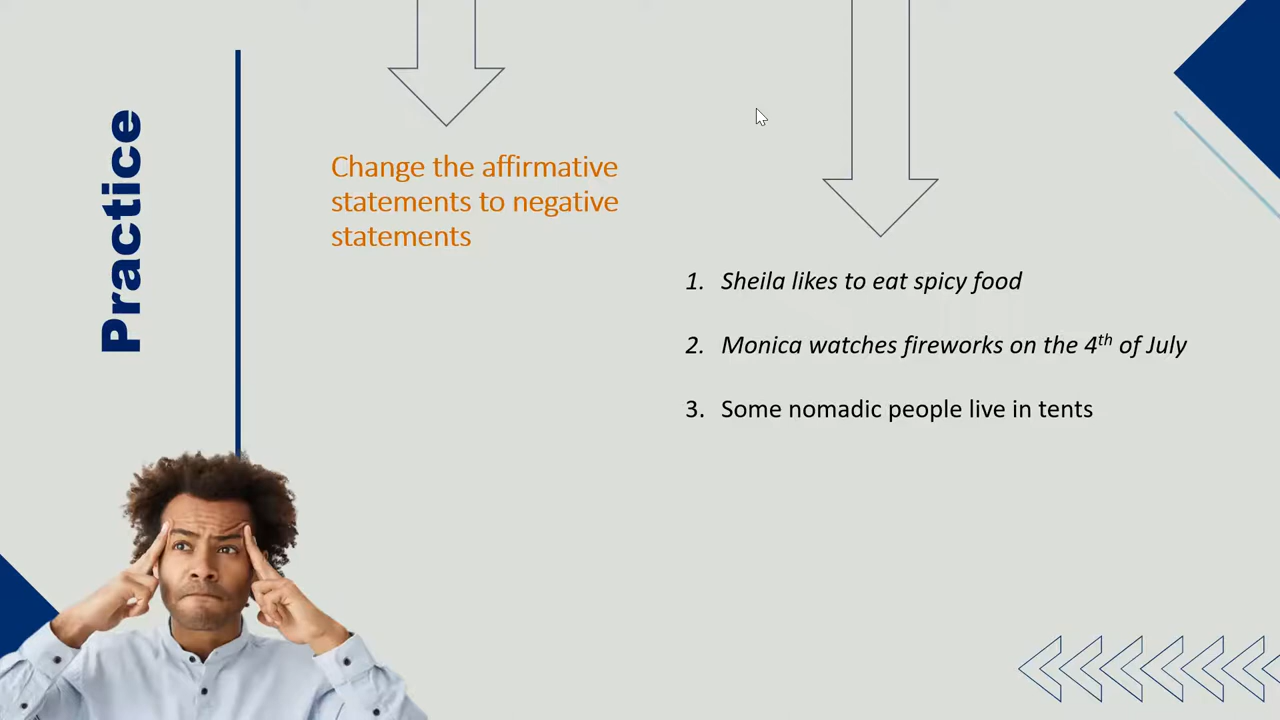 Practice
Change the affirmative
statements to negative
statements
1. Sheila likes to eat spicy food
2. Monica watches fireworks on the 4th of July
3. Some nomadic people live in tents